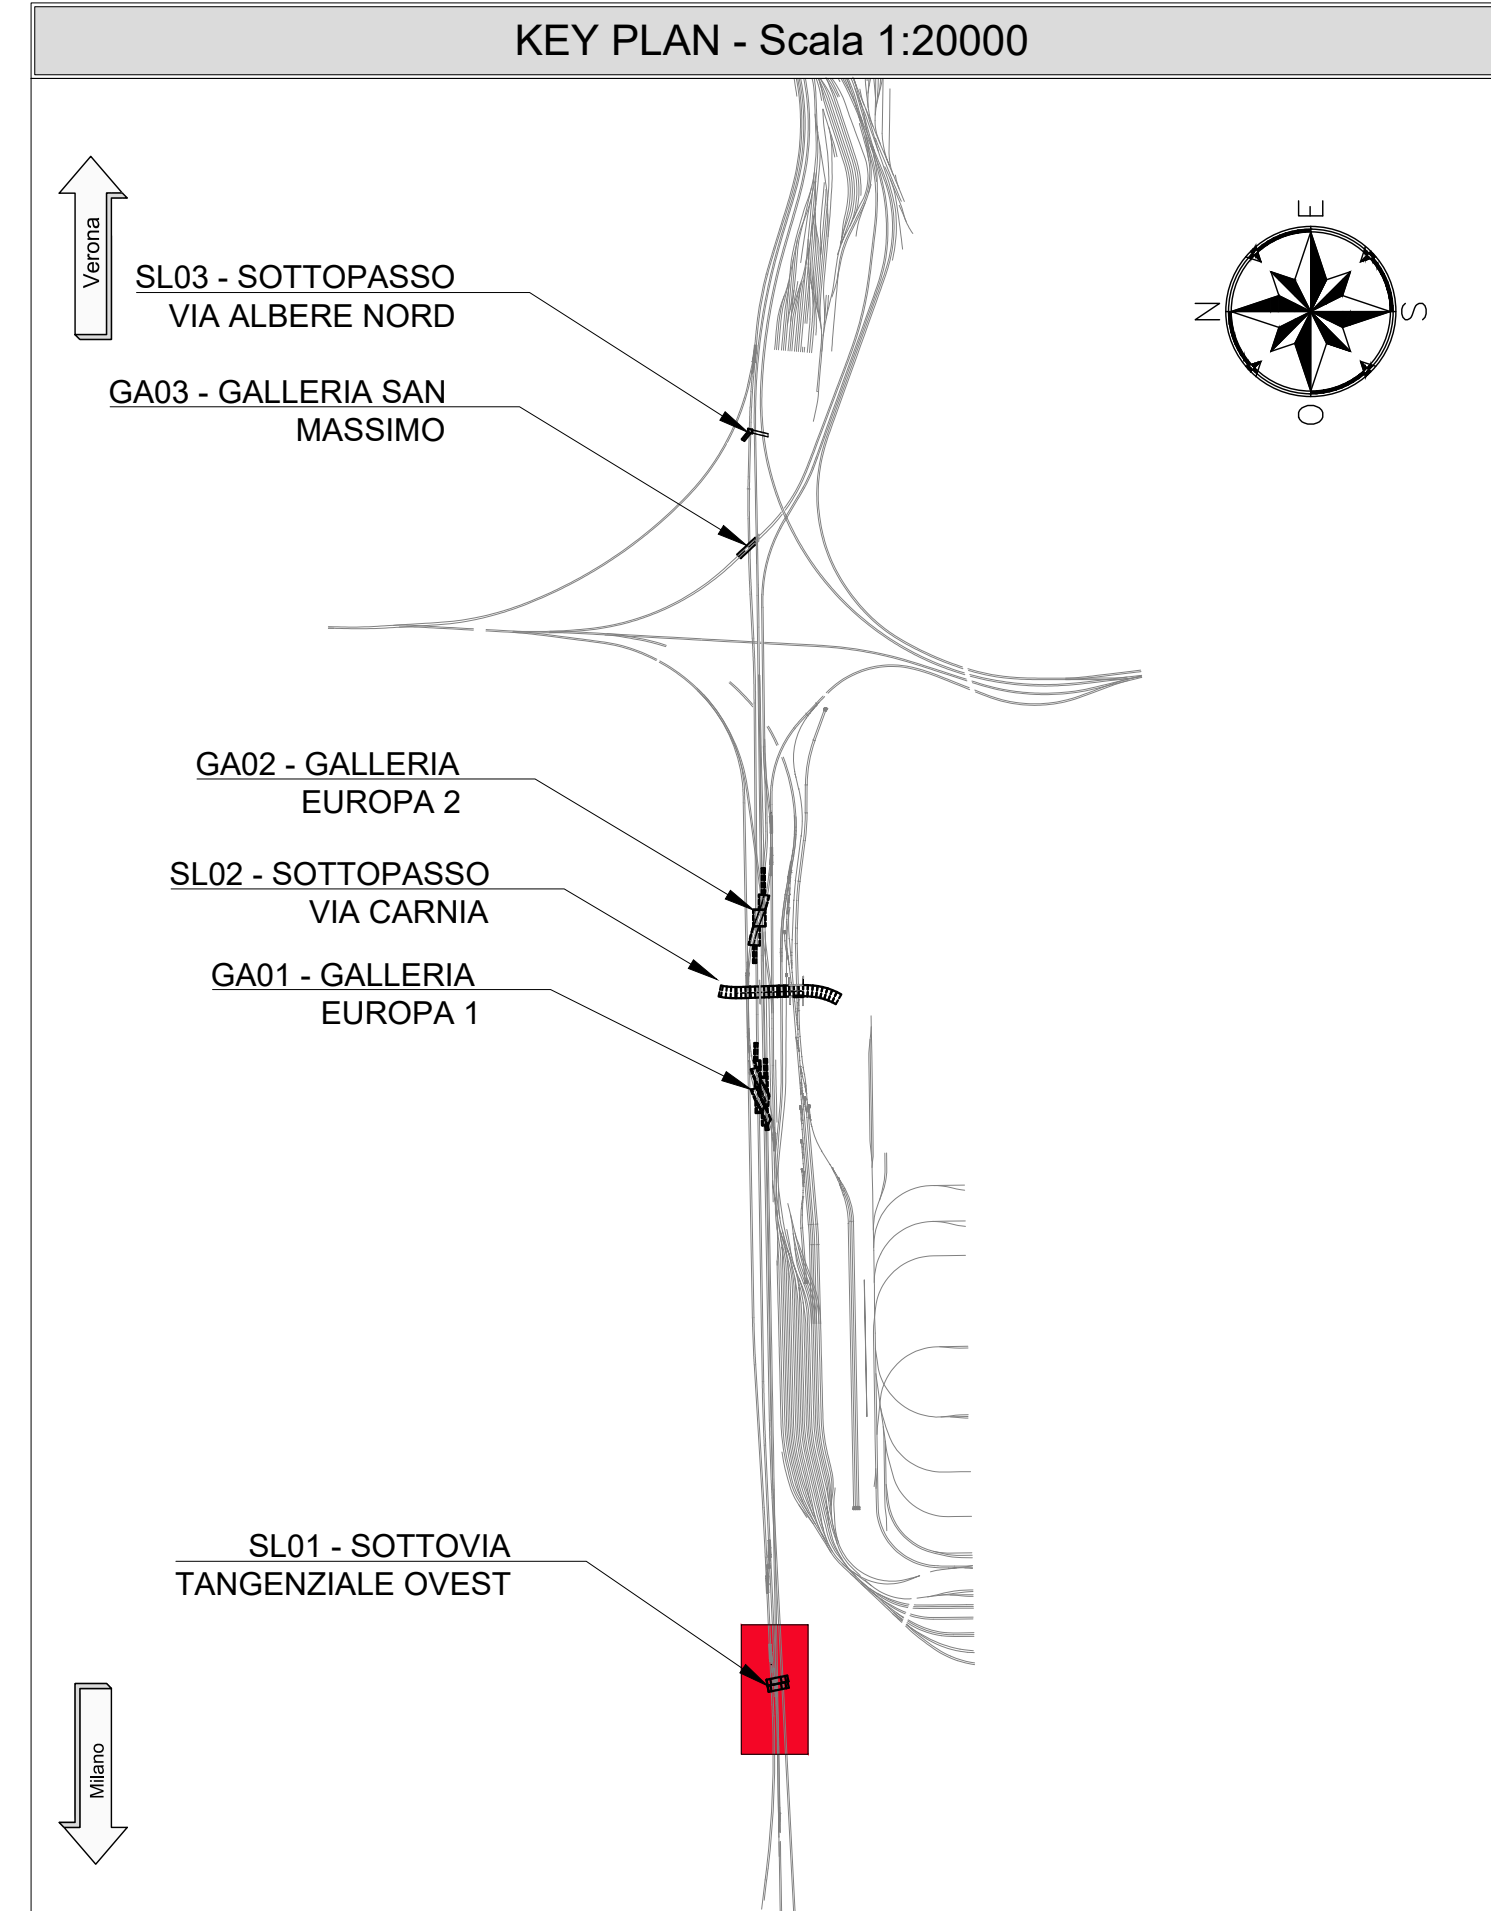 KEY PLAN - Scala 1:20000
Verona
E
N
S
O
SL03 - SOTTOPASSO
VIA ALBERE NORD
GA03 - GALLERIA SAN
MASSIMO
GA02 - GALLERIA
EUROPA 2
SL02 - SOTTOPASSO
VIA CARNIA
GA01 - GALLERIA
EUROPA 1
SL01 - SOTTOVIA
TANGENZIALE OVEST
Milano